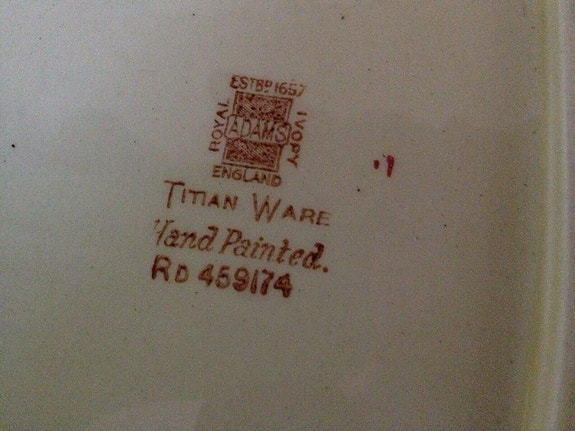 ESTBD 1657
ROYAL
ADAMS
IVORY
ENGLAND
TITIAN WARE
Hand Painted.
RD 459174